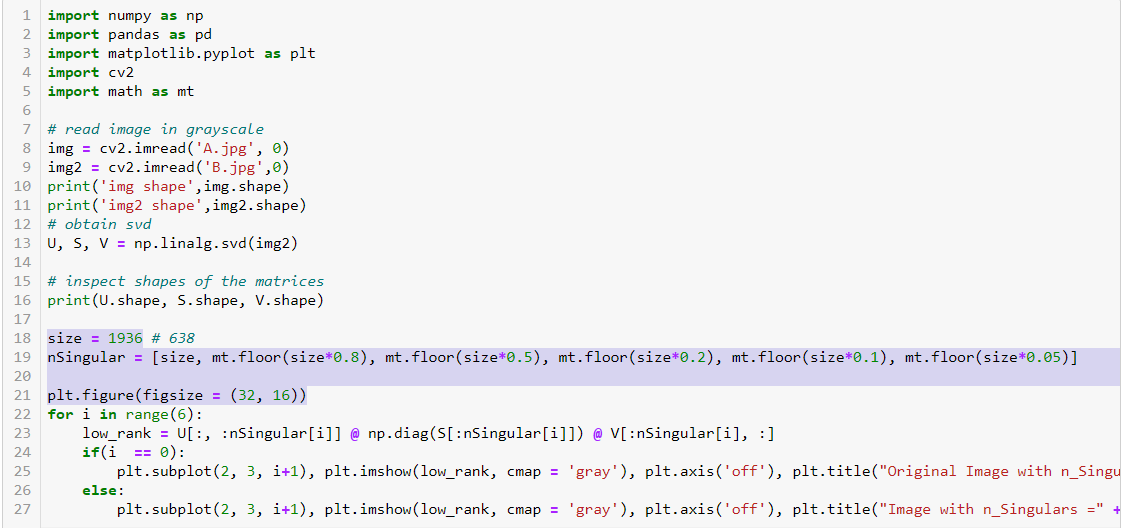 1 import numpy as np
2 import pandas as pd
3 import matplotlib.pyplot as plt
4 import cv2
5 import math as mt
6
7 # read image in grayscale
8 img = cv2.imread('A.jpg', 0)
9 img2 = cv2.imread('B.jpg',0)
10 print('img shape',img.shape)
11 print('img2 shape',img2.shape)
12 # obtain svd
13 U, S, V = np.linalg.svd(img2)
14
15 # inspect shapes of the matrices
16 print(U.shape, S.shape, V.shape)
17
18 size = 1936 # 638
19 nSingular = [size, mt.floor(size*0.8), mt.floor(size*0.5), mt.floor(size*0.2), mt.floor(size*0.1), mt.floor(size*0.05)]
20
21 plt.figure(figsize = (32, 16))
22 for i in range(6):
23     low_rank = U[:, :nSingular[i]] @ np.diag(S[:nSingular[i]]) @ V[:nSingular[i], :]
24     if(i  == 0):
25         plt.subplot(2, 3, i+1), plt.imshow(low_rank, cmap = 'gray'), plt.axis('off'), plt.title("Original Image with n_Singu
26     else:
27         plt.subplot(2, 3, i+1), plt.imshow(low_rank, cmap = 'gray'), plt.axis('off'), plt.title("Image with n_Singulars =" +